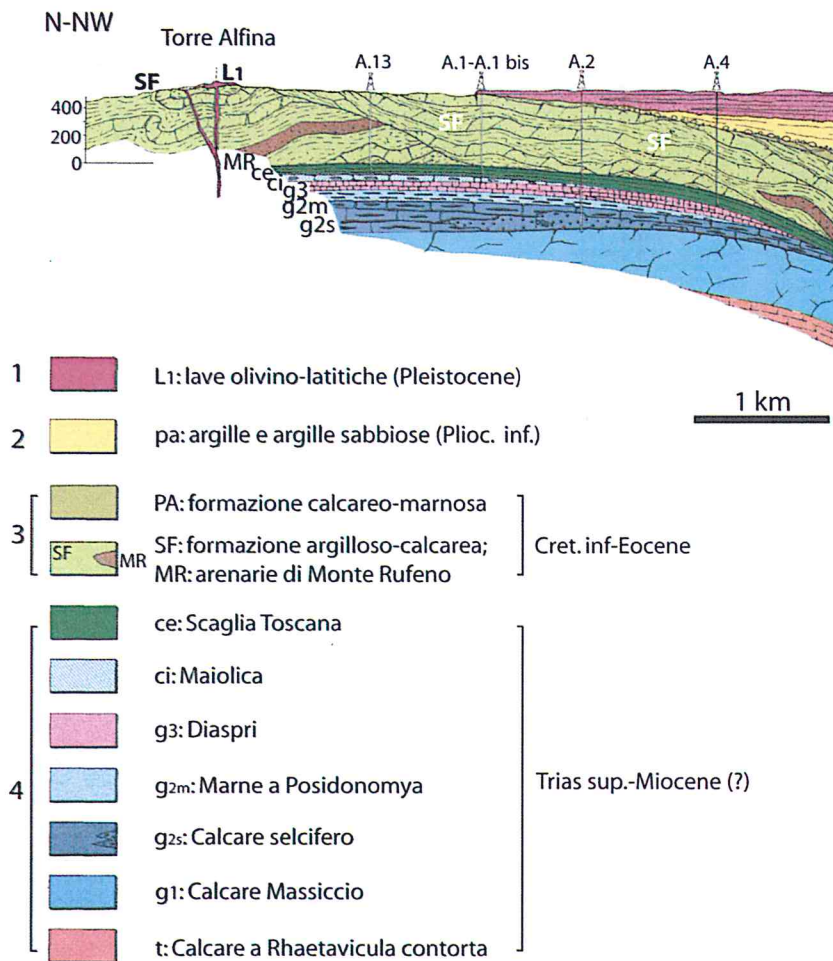 N-NW
Torre Alfina
SF L1 A.13 A.1-A.1 bis A.2 A.4
400
200
0
SF
SF
MR
ce
ci
g3
g2m
g2s
1 L1: lave olivino-latitiche (Pleistocene)
1 km
2 pa: argille e argille sabbiose (Plioc. inf.)
3 PA: formazione calcareo-marnosa
SF MR SF: formazione argilloso-calcarea;
MR: arenarie di Monte Rufeno
Cret. inf-Eocene
4 ce: Scaglia Toscana
ci: Maiolica
g3: Diaspri
g2m: Marne a Posidonomya
Trias sup.-Miocene (?)
g2s: Calcare selcifero
g1: Calcare Massiccio
t: Calcare a Rhaetavicula contorta